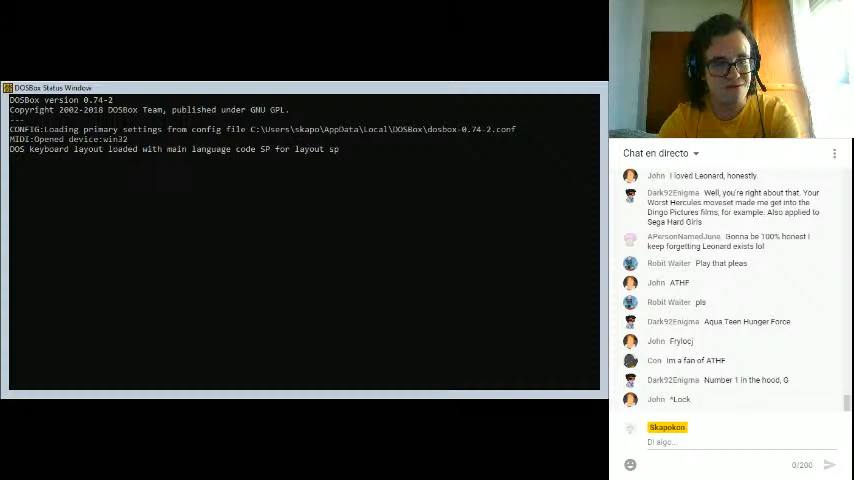 DOSBox Status Window
DOSBox version 0.74-2
Copyright 2002-2018 DOSBox Team, published under GNU GPL.
---
CONFIG:Loading primary settings from config file C:\Users\skapo\AppData\Local\DOSBox\dosbox-0.74-2.conf
MIDI:Opened device:win32
DOS keyboard layout loaded with main language code SP for layout sp
Chat en directo
John I loved Leonard, honestly.
Dark92Enigma Well, you're right about that. Your
Worst Hercules moveset made me get into the
Dingo Pictures films, for example. Also applied to
Sega Hard Girls
APersonNamedJune Gonna be 100% honest I
keep forgetting Leonard exists lol
Robit Waiter Play that pleas
John ATHF
Robit Waiter pls
Dark92Enigma Aqua Teen Hunger Force
John Frylocj
Con Im a fan of ATHF
Dark92Enigma Number 1 in the hood, G
John ^Lock
Skapokon
Di algo...
0/200